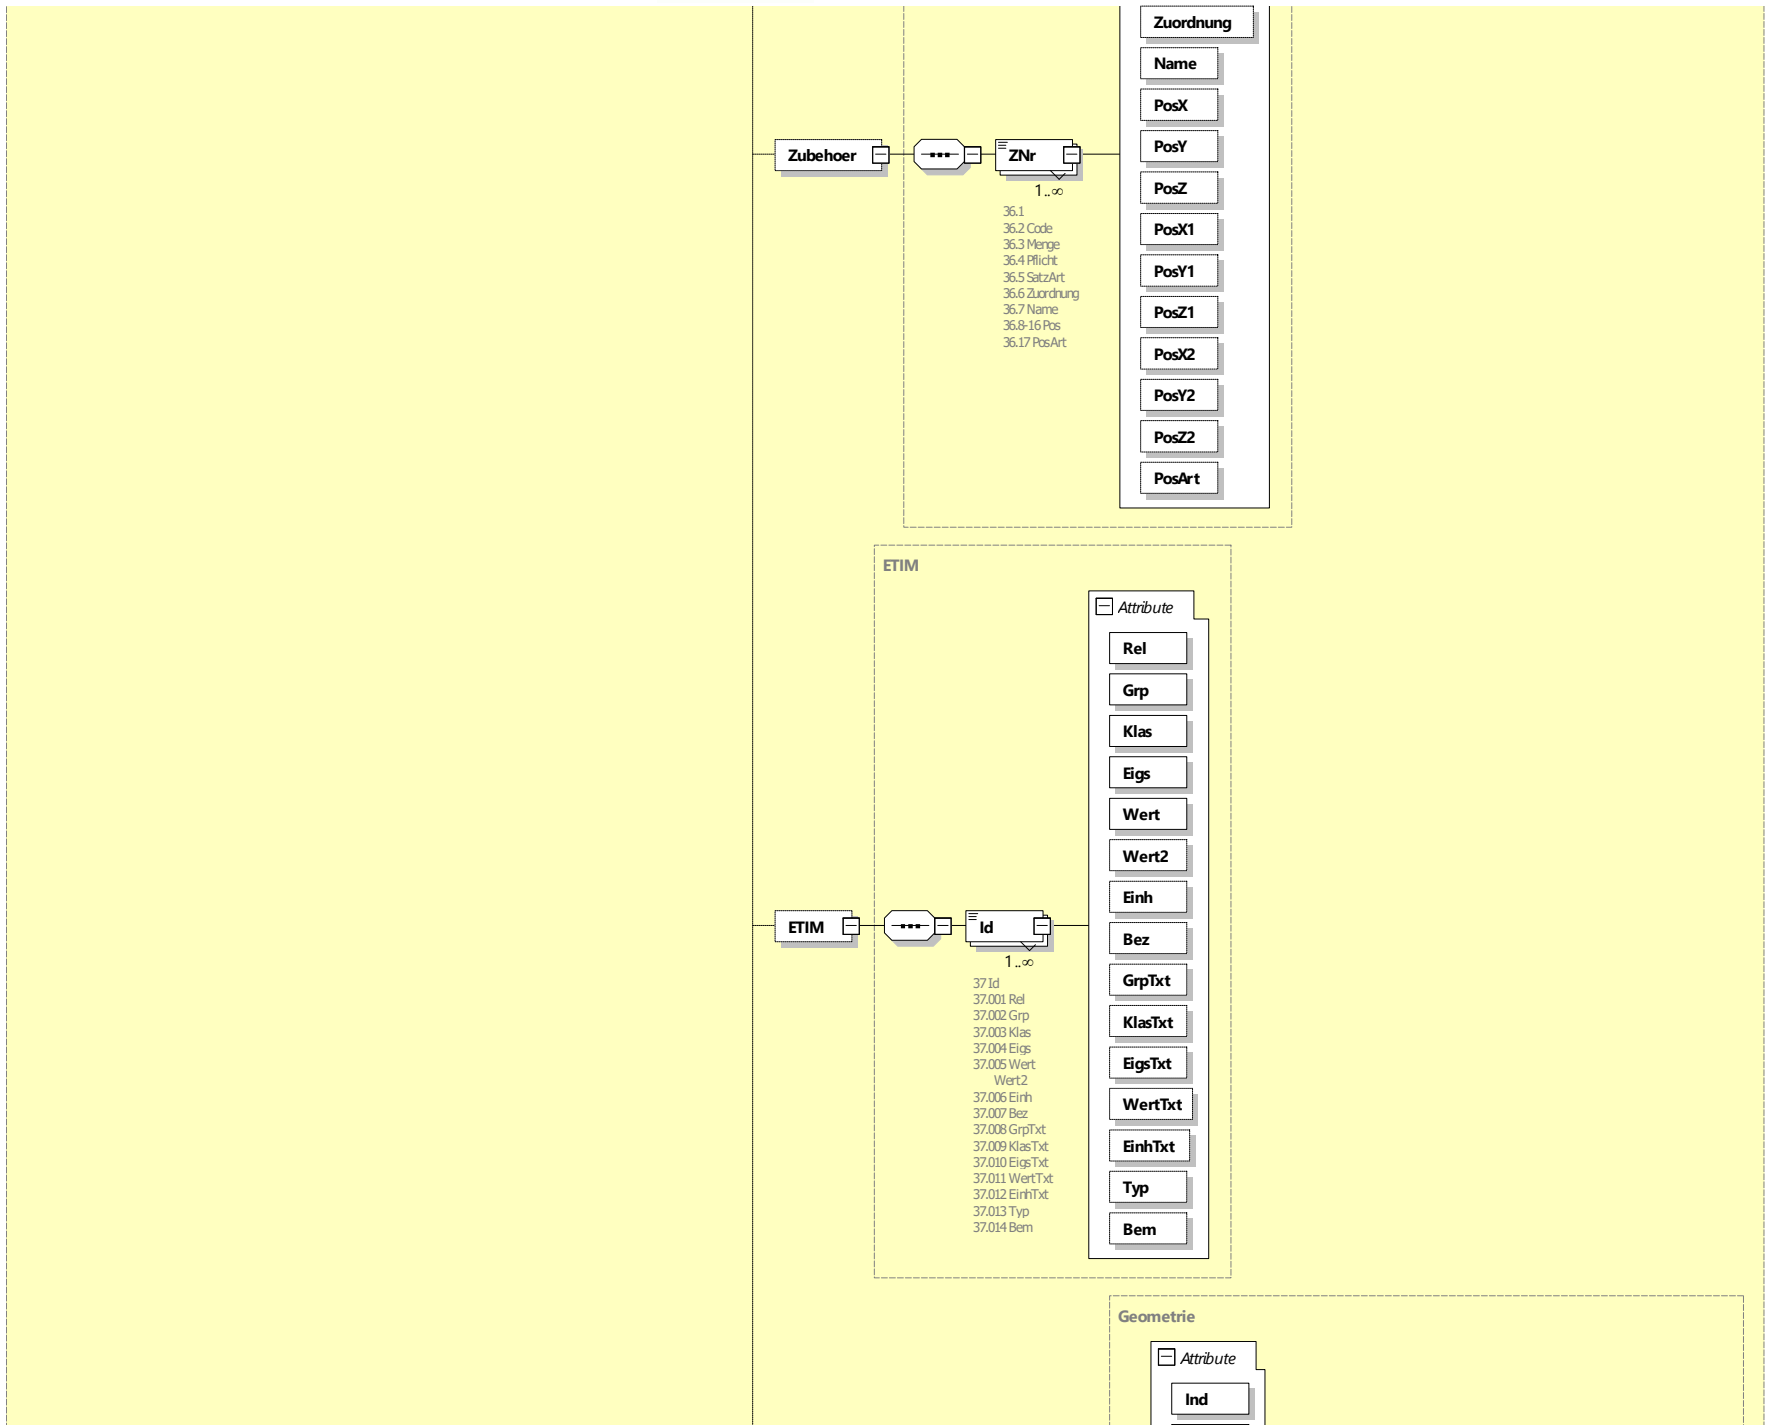 Zuordnung
Name
PosX
PosY
PosZ
PosX1
PosY1
PosZ1
PosX2
PosY2
PosZ2
PosArt
Zubehoer
ZNr
1..∞
36.1
36.2 Code
36.3 Menge
36.4 Pflicht
36.5 SatzArt
36.6 Zuordnung
36.7 Name
36.8-16 Pos
36.17 PosArt
ETIM
Attribute
Rel
Grp
Klas
Eigs
Wert
Wert2
Einh
Bez
GrpTxt
KlasTxt
EigsTxt
WertTxt
EinhTxt
Typ
Bem
ETIM
Id
1..∞
37 Id
37.001 Rel
37.002 Grp
37.003 Klas
37.004 Eigs
37.005 Wert
Wert2
37.006 Einh
37.007 Bez
37.008 GrpTxt
37.009 KlasTxt
37.010 EigsTxt
37.011 WertTxt
37.012 EinhTxt
37.013 Typ
37.014 Bem
Geometrie
Attribute
Ind